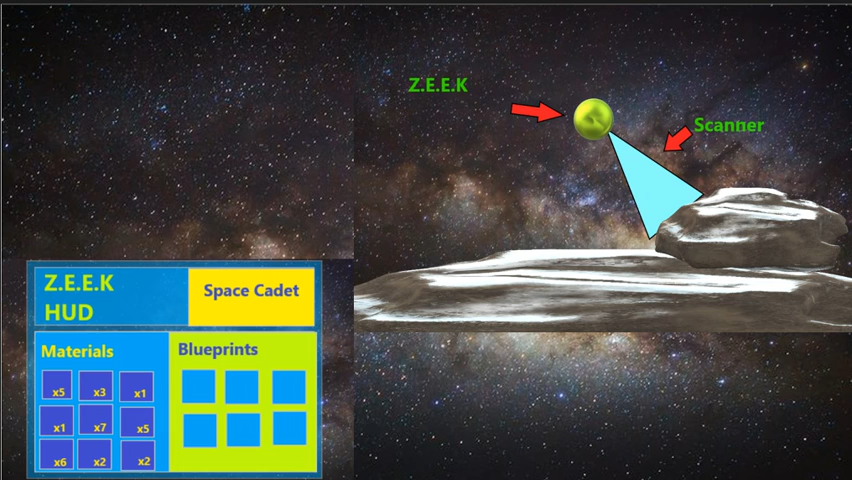 Z.E.E.K
Scanner
Z.E.E.K
HUD
Space Cadet
Materials
Blueprints
x5 x3 x1
x1 x7 x5
x6 x2 x2